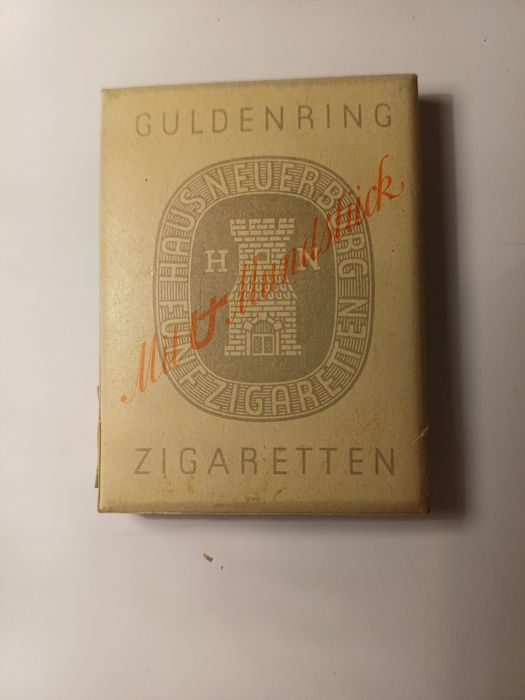 GULDENRING
HAUS NEUERBURG
H N
Mit Mundstück
FÜNF ZIGARETTEN
ZIGARETTEN